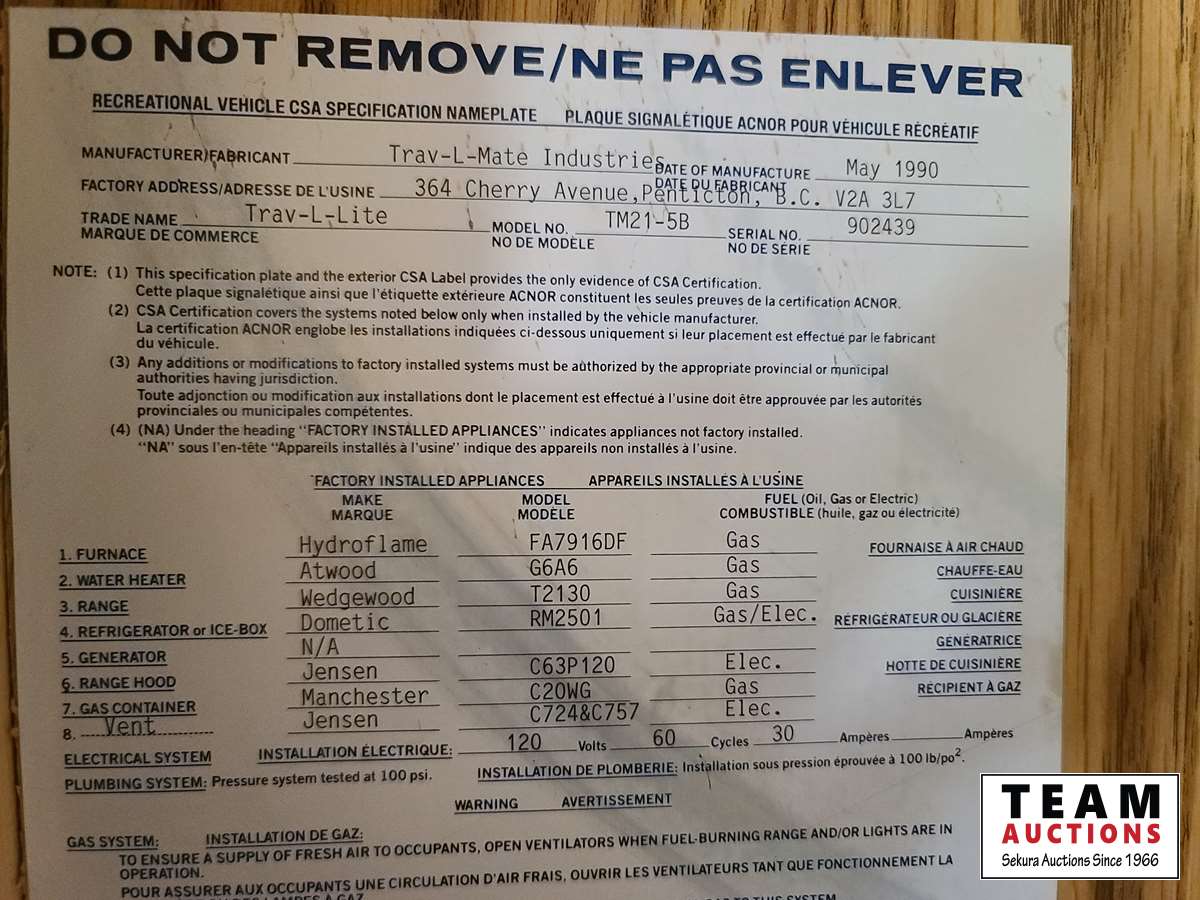 DO NOT REMOVE/NE PAS ENLEVER
RECREATIONAL VEHICLE CSA SPECIFICATION NAMEPLATE PLAQUE SIGNALÉTIQUE ACNOR POUR VÉHICULE RÉCRÉATIF
MANUFACTURER/FABRICANT Trav-L-Mate Industries DATE OF MANUFACTURE May 1990
DATE DU FABRICANT
FACTORY ADDRESS/ADRESSE DE L'USINE 364 Cherry Avenue, Penticton, B.C. V2A 3L7
TRADE NAME Trav-L-Lite MODEL NO. TM21-5B SERIAL NO. 902439
MARQUE DE COMMERCE NO DE MODÈLE NO DE SÉRIE
NOTE: (1) This specification plate and the exterior CSA Label provides the only evidence of CSA Certification.
Cette plaque signalétique ainsi que l'étiquette extérieure ACNOR constituent les seules preuves de la certification ACNOR.
(2) CSA Certification covers the systems noted below only when installed by the vehicle manufacturer.
La certification ACNOR englobe les installations indiquées ci-dessous uniquement si leur placement est effectué par le fabricant
du véhicule.
(3) Any additions or modifications to factory installed systems must be authorized by the appropriate provincial or municipal
authorities having jurisdiction.
Toute adjonction ou modification aux installations dont le placement est effectué à l'usine doit être approuvée par les autorités
provinciales ou municipales compétentes.
(4) (NA) Under the heading "FACTORY INSTALLED APPLIANCES" indicates appliances not factory installed.
"NA" sous l'en-tête "Appareils installés à l'usine" indique des appareils non installés à l'usine.
FACTORY INSTALLED APPLIANCES APPAREILS INSTALLÉS À L'USINE
MAKE MODEL FUEL (Oil, Gas or Electric)
MARQUE MODÈLE COMBUSTIBLE (huile, gaz ou électricité)
1. FURNACE Hydroflame FA7916DF Gas FOURNAISE À AIR CHAUD
2. WATER HEATER Atwood G6A6 Gas CHAUFFE-EAU
3. RANGE Wedgewood T2130 Gas CUISINIÈRE
4. REFRIGERATOR or ICE-BOX Dometic RM2501 Gas/Elec. RÉFRIGÉRATEUR OU GLACIÈRE
5. GENERATOR N/A GÉNÉRATRICE
6. RANGE HOOD Jensen C63P120 Elec. HOTTE DE CUISINIÈRE
7. GAS CONTAINER Manchester C20WG Gas RÉCIPIENT À GAZ
8. Vent Jensen C724&C757 Elec.
ELECTRICAL SYSTEM INSTALLATION ÉLECTRIQUE: 120 Volts 60 Cycles 30 Ampères Ampères
PLUMBING SYSTEM: Pressure system tested at 100 psi. INSTALLATION DE PLOMBERIE: Installation sous pression éprouvée à 100 lb/po².
WARNING AVERTISSEMENT
GAS SYSTEM: INSTALLATION DE GAZ:
TO ENSURE A SUPPLY OF FRESH AIR TO OCCUPANTS, OPEN VENTILATORS WHEN FUEL-BURNING RANGE AND/OR LIGHTS ARE IN
OPERATION.
POUR ASSURER AUX OCCUPANTS UNE CIRCULATION D'AIR FRAIS, OUVRIR LES VENTILATEURS TANT QUE FONCTIONNEMENT LA
TEAM
AUCTIONS
Sekura Auctions Since 1966